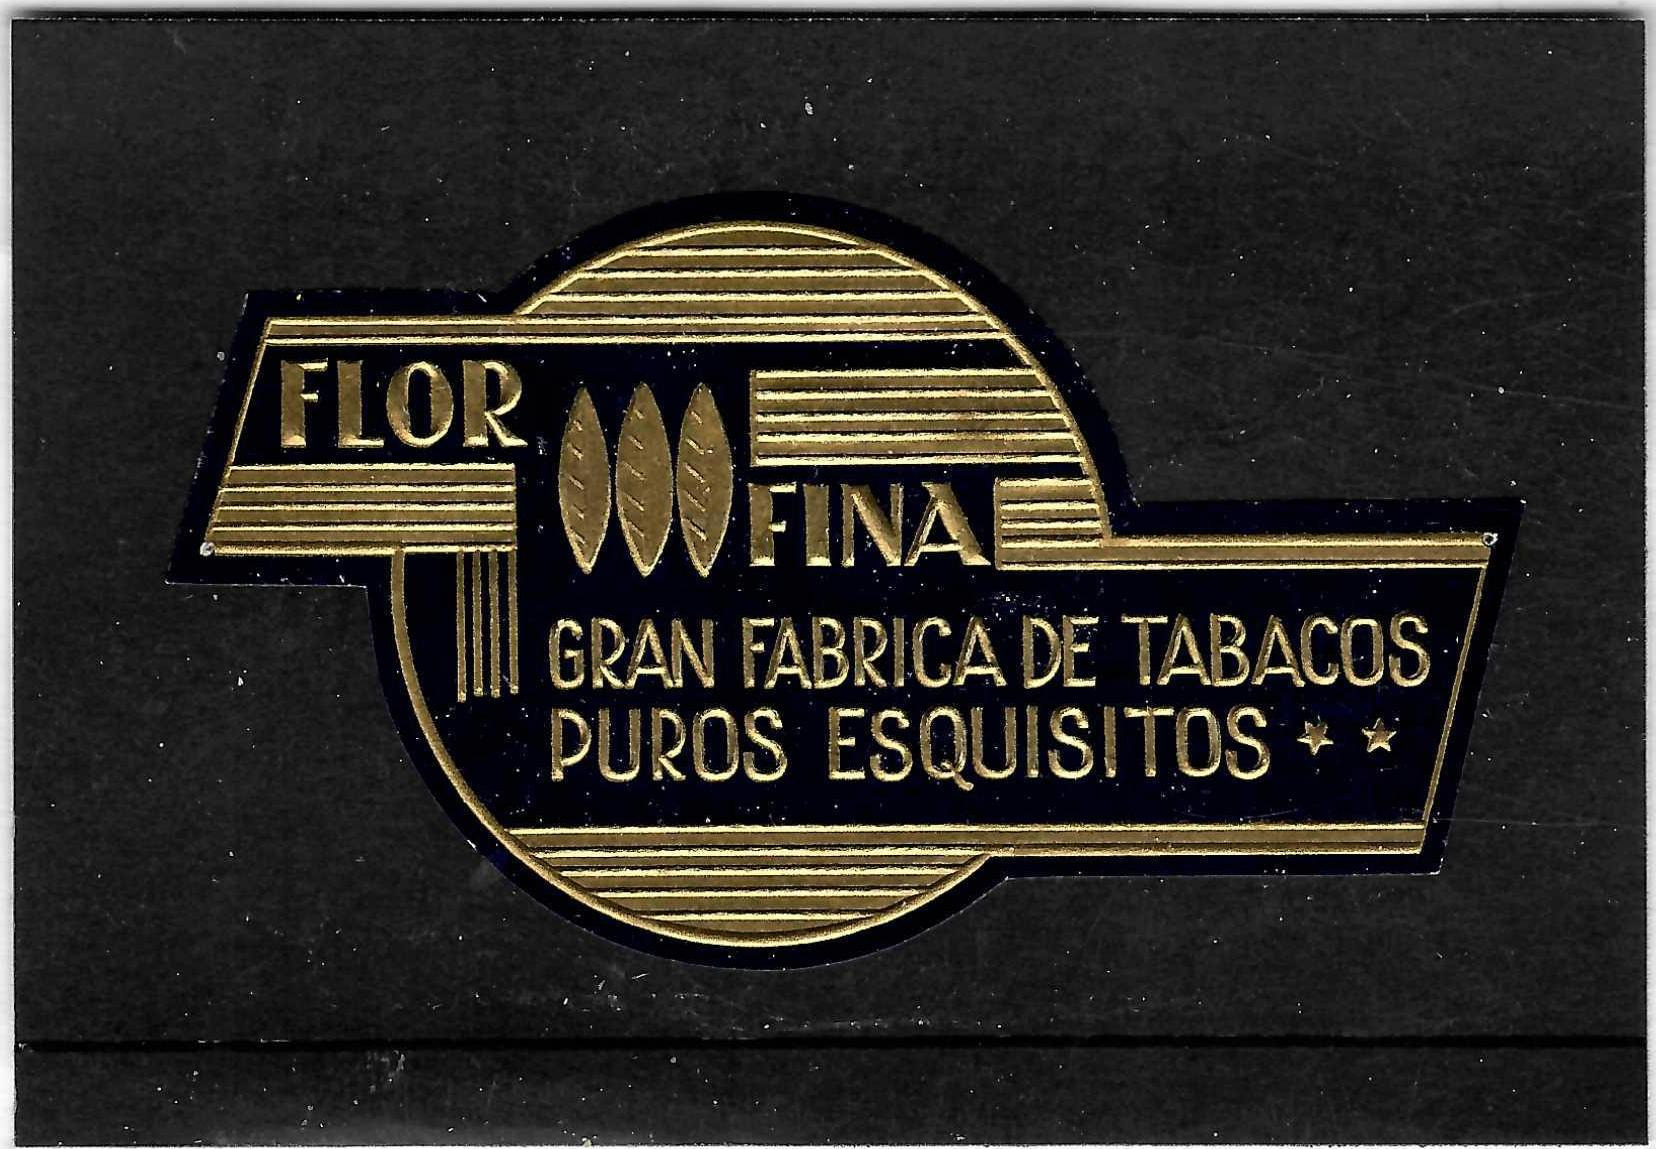 FLOR
FINA
GRAN FABRICA DE TABACOS
PUROS ESQUISITOS